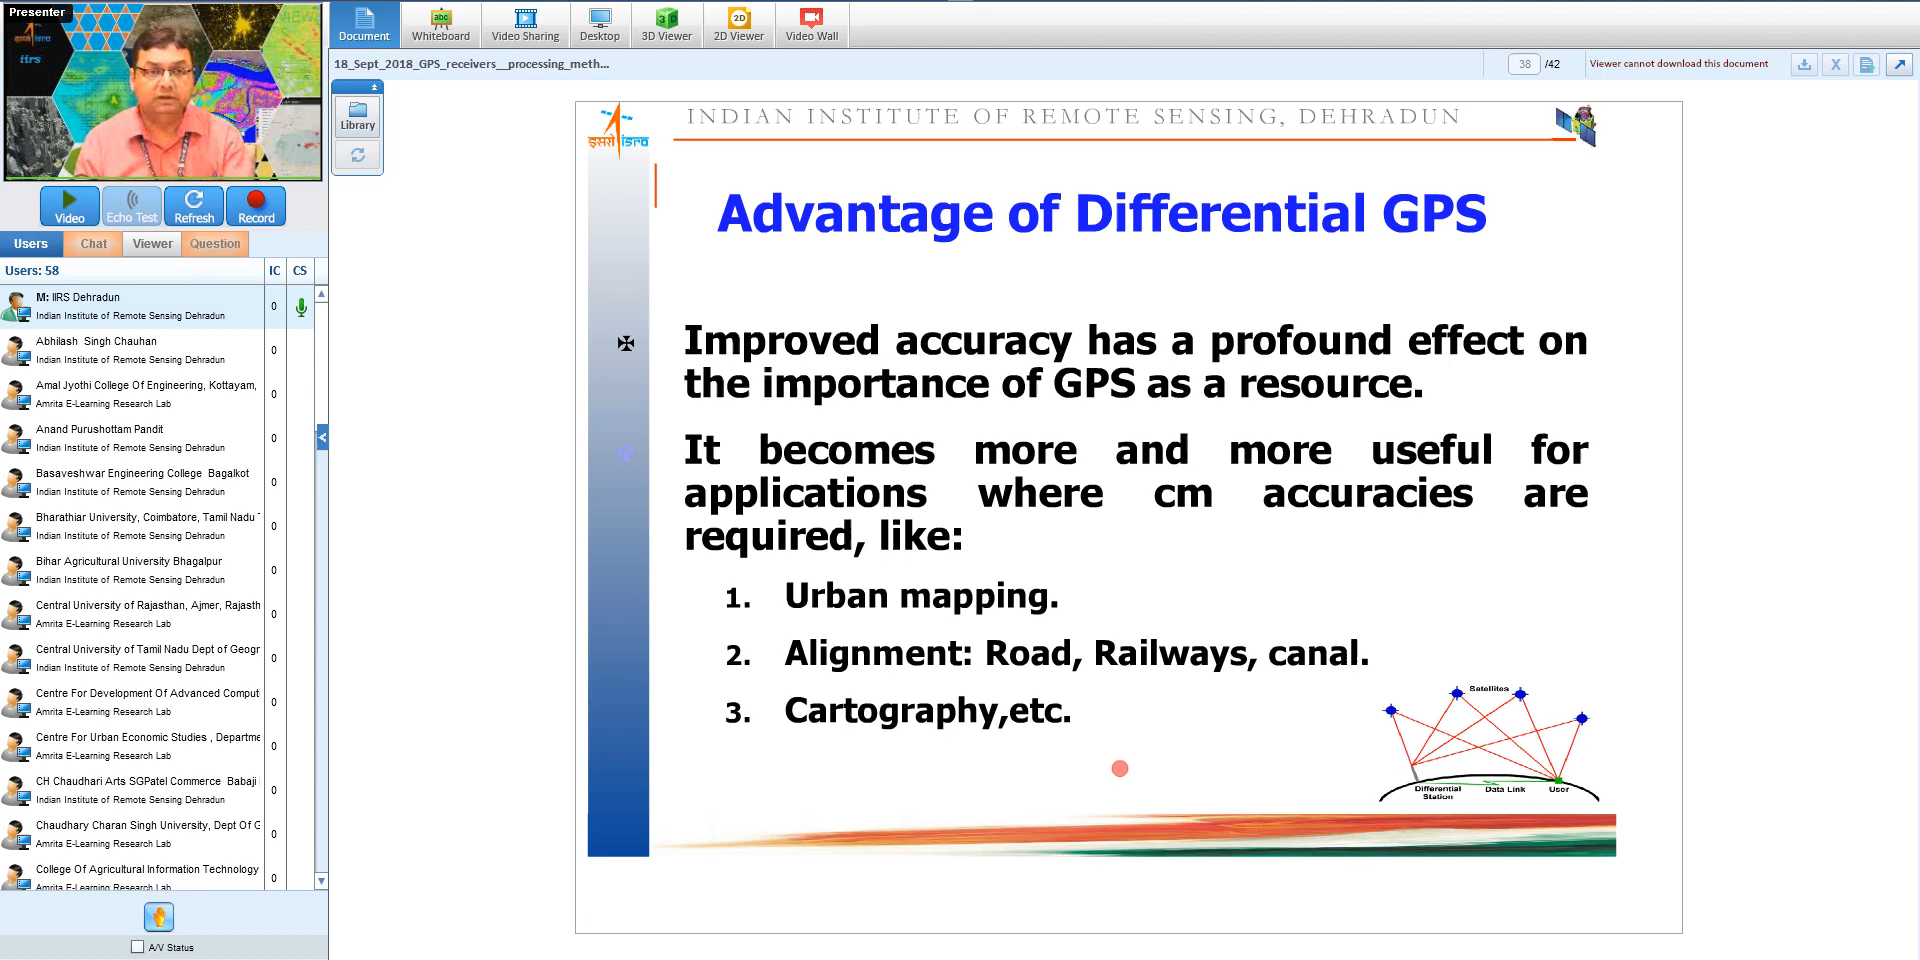 Presenter
इसरो isro
iirs
Video
Echo Test
Refresh
Record
Users
Chat
Viewer
Question
Users: 58
IC
CS
M: IIRS Dehradun
Indian Institute of Remote Sensing Dehradun
0
Abhilash Singh Chauhan
Indian Institute of Remote Sensing Dehradun
0
Amal Jyothi College Of Engineering, Kottayam,
Amrita E-Learning Research Lab
0
Anand Purushottam Pandit
Indian Institute of Remote Sensing Dehradun
0
Basaveshwar Engineering College Bagalkot
Indian Institute of Remote Sensing Dehradun
0
Bharathiar University, Coimbatore, Tamil Nadu
Indian Institute of Remote Sensing Dehradun
0
Bihar Agricultural University Bhagalpur
Indian Institute of Remote Sensing Dehradun
0
Central University of Rajasthan, Ajmer, Rajasth
Amrita E-Learning Research Lab
0
Central University of Tamil Nadu Dept of Geogr
Indian Institute of Remote Sensing Dehradun
0
Centre For Development Of Advanced Comput
Amrita E-Learning Research Lab
0
Centre For Urban Economic Studies , Departme
Amrita E-Learning Research Lab
0
CH Chaudhari Arts SGPatel Commerce Babaji
Indian Institute of Remote Sensing Dehradun
0
Chaudhary Charan Singh University, Dept Of G
Amrita E-Learning Research Lab
0
College Of Agricultural Information Technology
Amrita E-Learning Research Lab
0
A/V Status
Document
abc
Whiteboard
Video Sharing
Desktop
3D
3D Viewer
2D
2D Viewer
Video Wall
18_Sept_2018_GPS_receivers__processing_meth...
38 /42
Viewer cannot download this document
X
Library
इसरो isro
INDIAN INSTITUTE OF REMOTE SENSING, DEHRADUN
Advantage of Differential GPS
Improved accuracy has a profound effect on
the importance of GPS as a resource.
It becomes more and more useful for
applications where cm accuracies are
required, like:
1. Urban mapping.
2. Alignment: Road, Railways, canal.
3. Cartography,etc.
Satellites
Differential
Station
Data Link
User